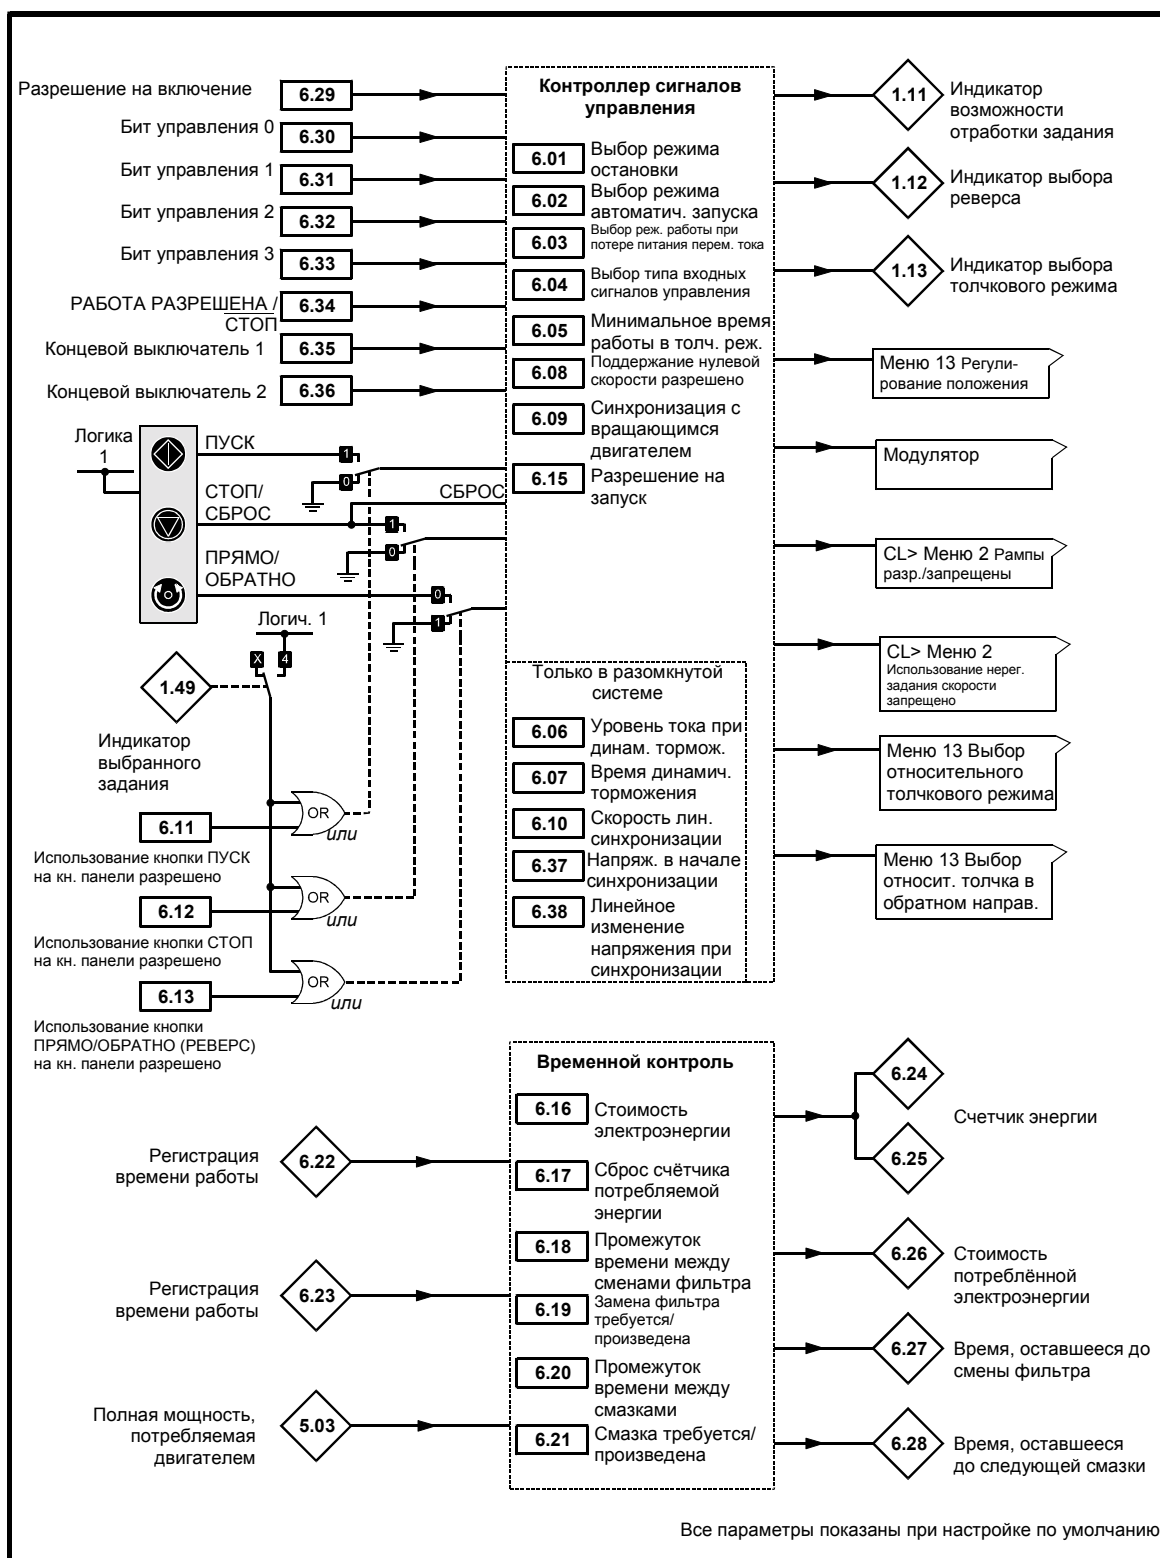 Разрешение на включение
6.29
Бит управления 0
6.30
Бит управления 1
6.31
Бит управления 2
6.32
Бит управления 3
6.33
РАБОТА РАЗРЕШЕНА /
СТОП
6.34
Концевой выключатель 1
6.35
Концевой выключатель 2
6.36
Логика
1
ПУСК
1
0
СТОП/
СБРОС
СБРОС
1
0
ПРЯМО/
ОБРАТНО
0
1
Логич. 1
X
4
1.49
Индикатор
выбранного
задания
6.11
OR
или
Использование кнопки ПУСК
на кн. панели разрешено
6.12
OR
или
Использование кнопки СТОП
на кн. панели разрешено
6.13
OR
или
Использование кнопки
ПРЯМО/ОБРАТНО (РЕВЕРС)
на кн. панели разрешено
Контроллер сигналов
управления
6.01
Выбор режима
остановки
6.02
Выбор режима
автоматич. запуска
6.03
Выбор реж. работы при
потере питания перем. тока
6.04
Выбор типа входных
сигналов управления
6.05
Минимальное время
работы в толч. реж.
6.08
Поддержание нулевой
скорости разрешено
6.09
Синхронизация с
вращающимся
двигателем
6.15
Разрешение на
запуск
Только в разомкнутой
системе
6.06
Уровень тока при
динам. тормож.
6.07
Время динамич.
торможения
6.10
Скорость лин.
синхронизации
6.37
Напряж. в начале
синхронизации
6.38
Линейное
изменение
напряжения при
синхронизации
1.11
Индикатор
возможности
отработки задания
1.12
Индикатор выбора
реверса
1.13
Индикатор выбора
толчкового режима
Меню 13 Регули-
рование положения
Модулятор
CL> Меню 2 Рампы
разр./запрещены
CL> Меню 2
Использование нерег.
задания скорости
запрещено
Меню 13 Выбор
относительного
толчкового режима
Меню 13 Выбор
относит. толчка в
обратном направ.
Регистрация
времени работы
6.22
Регистрация
времени работы
6.23
Полная мощность,
потребляемая
двигателем
5.03
Временной контроль
6.16
Стоимость
электроэнергии
6.17
Сброс счётчика
потребляемой
энергии
6.18
Промежуток
времени между
сменами фильтра
6.19
Замена фильтра
требуется/
произведена
6.20
Промежуток
времени между
смазками
6.21
Смазка требуется/
произведена
6.24
Счетчик энергии
6.25
6.26
Стоимость
потреблённой
электроэнергии
6.27
Время, оставшееся до
смены фильтра
6.28
Время, оставшееся
до следующей смазки
Все параметры показаны при настройке по умолчанию